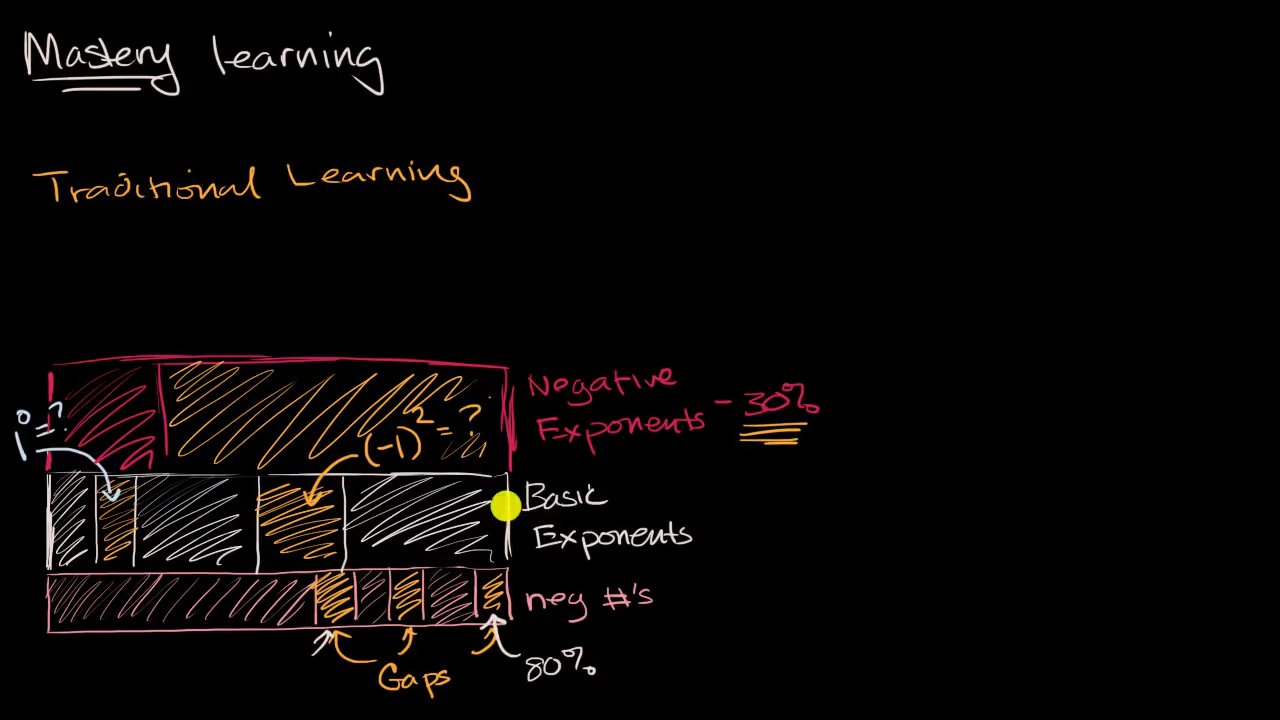 Mastery learning
Traditional Learning
Negative
Exponents - 30%
1⁰ = ?
(-1)² = ?
Basic
Exponents
neg #'s
Gaps
80%